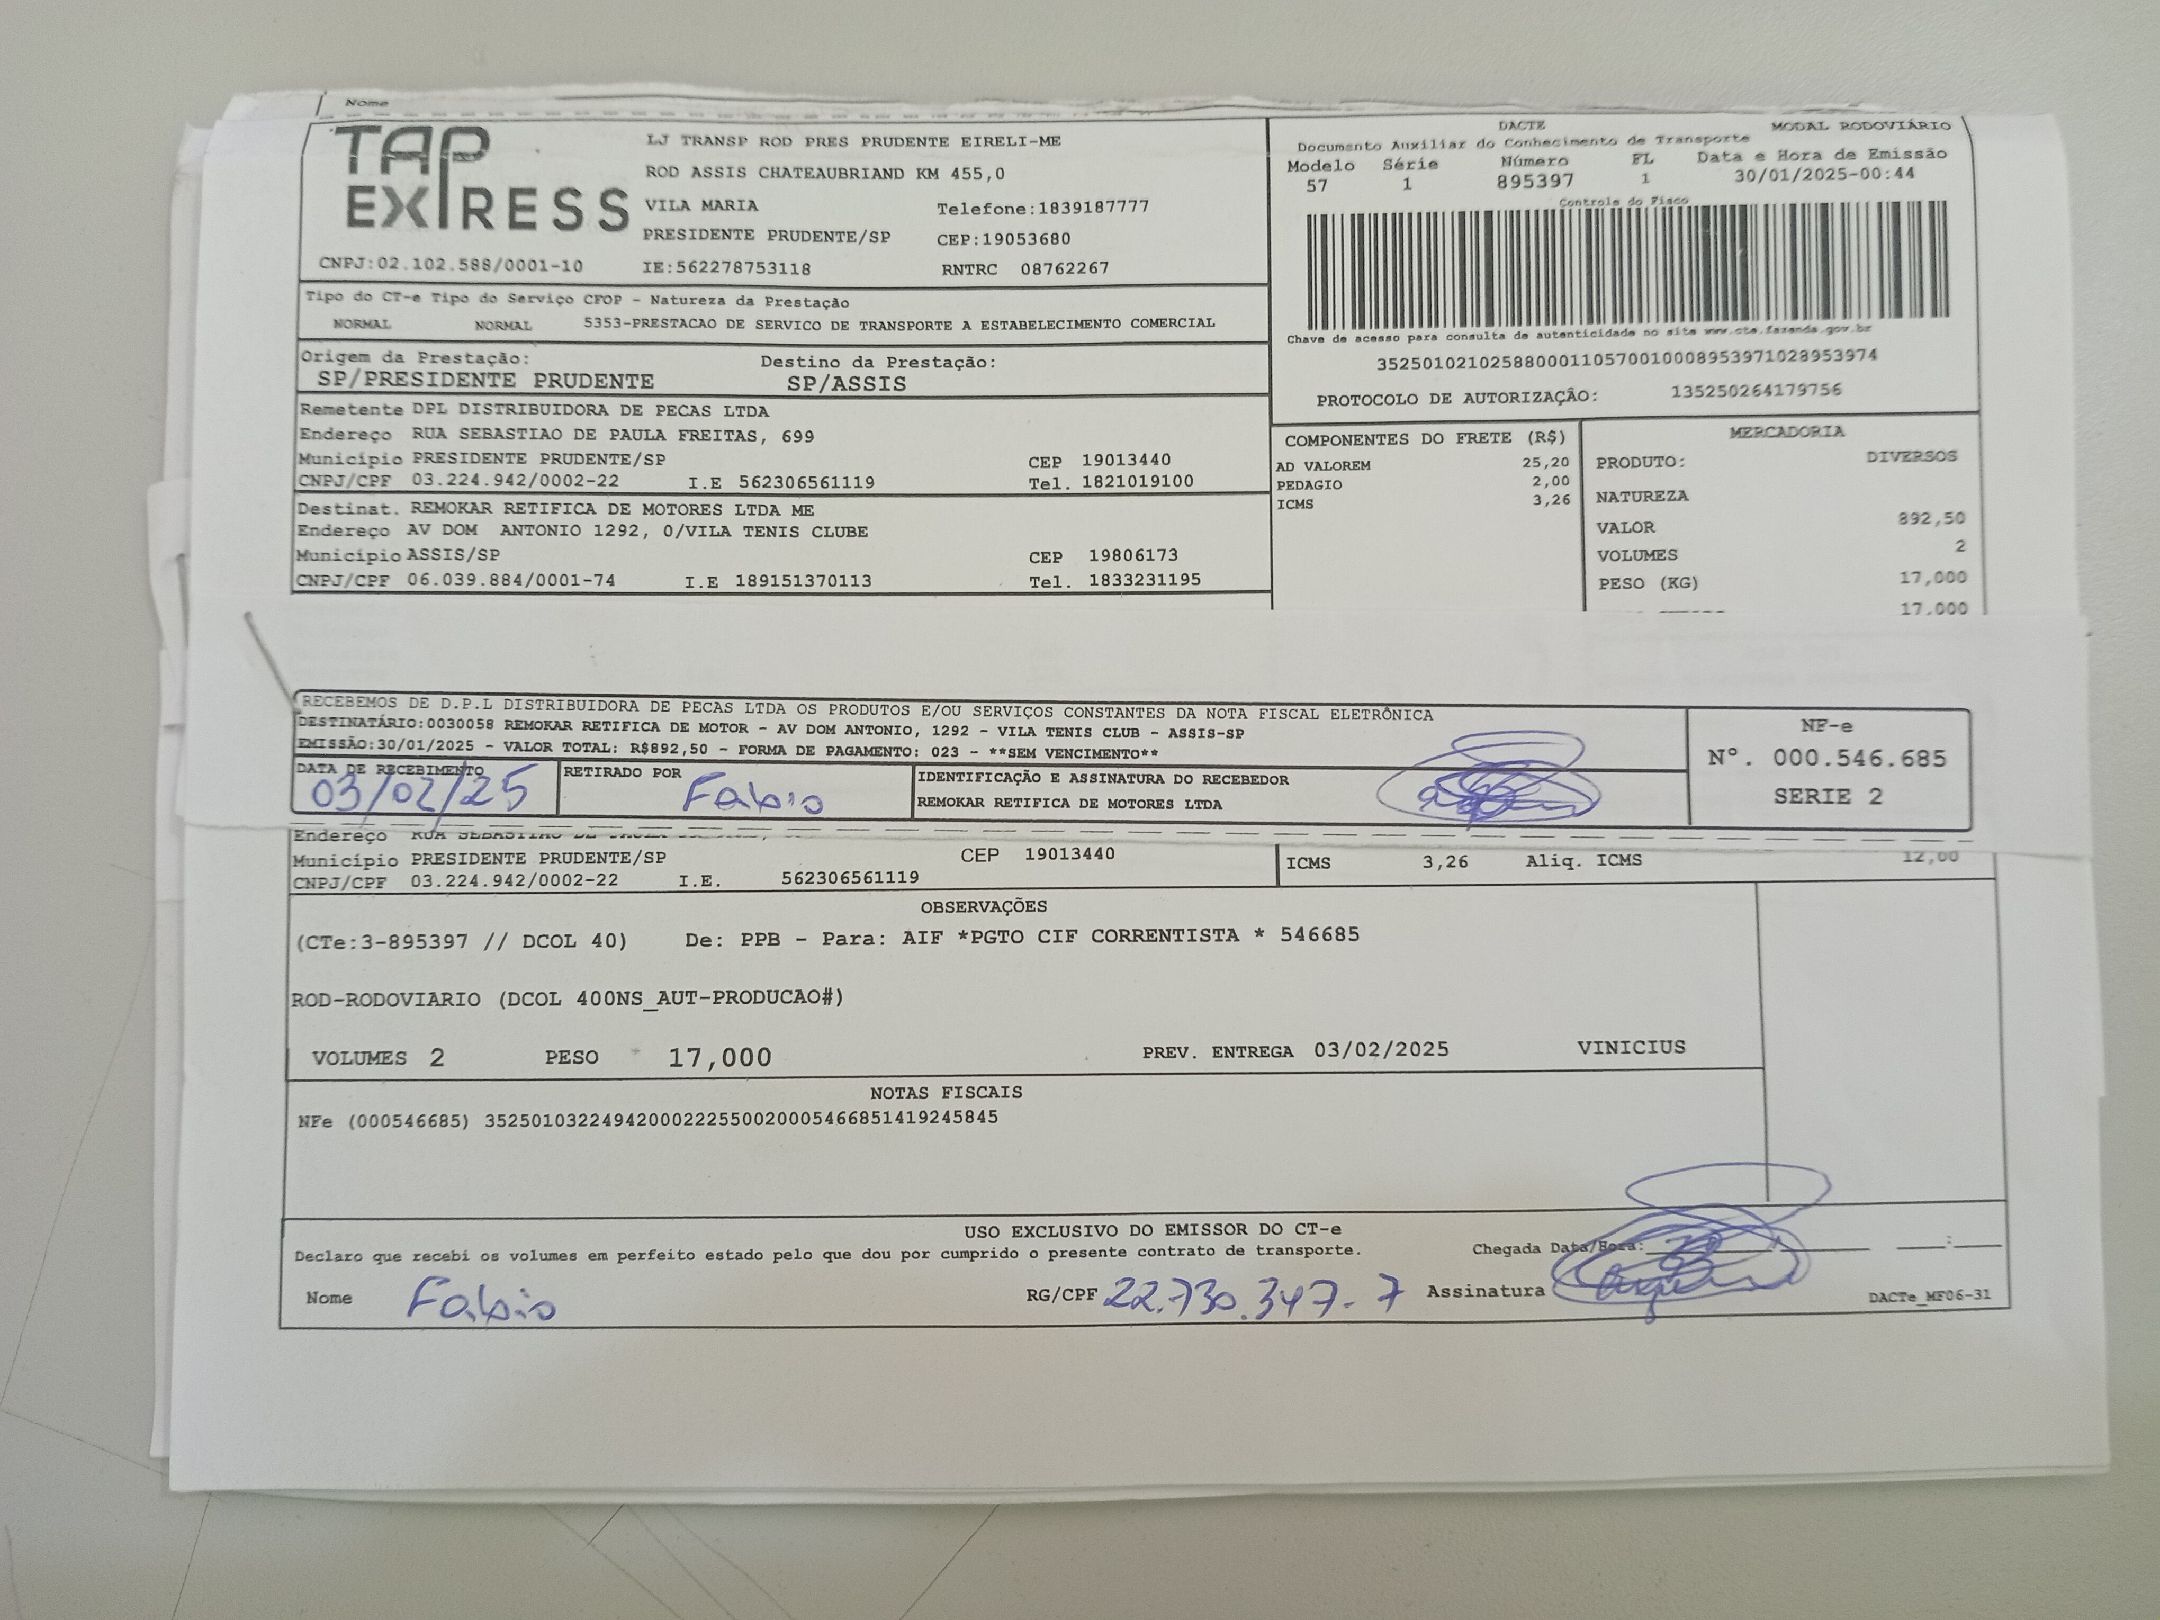 Nome
TAP EXPRESS
LJ TRANSP ROD PRES PRUDENTE EIRELI-ME
ROD ASSIS CHATEAUBRIAND KM 455,0
VILA MARIA Telefone:1839187777
PRESIDENTE PRUDENTE/SP CEP:19053680
CNPJ:02.102.588/0001-10 IE:562278753118 RNTRC 08762267
DACTE MODAL RODOVIÁRIO
Documento Auxiliar do Conhecimento de Transporte
Modelo Série Número FL Data e Hora de Emissão
57 1 895397 1 30/01/2025-00:44
Controle do Fisco
Chave de acesso para consulta de autenticidade no site www.cte.fazenda.gov.br
35250102102588000110570010008953971028953974
PROTOCOLO DE AUTORIZAÇÂO: 135250264179756
Tipo do CT-e Tipo do Serviço CFOP - Natureza da Prestação
NORMAL NORMAL 5353-PRESTACAO DE SERVICO DE TRANSPORTE A ESTABELECIMENTO COMERCIAL
Origem da Prestação: Destino da Prestação:
SP/PRESIDENTE PRUDENTE SP/ASSIS
Remetente DPL DISTRIBUIDORA DE PECAS LTDA
Endereço RUA SEBASTIAO DE PAULA FREITAS, 699
Município PRESIDENTE PRUDENTE/SP CEP 19013440
CNPJ/CPF 03.224.942/0002-22 I.E 562306561119 Tel. 1821019100
Destinat. REMOKAR RETIFICA DE MOTORES LTDA ME
Endereço AV DOM ANTONIO 1292, 0/VILA TENIS CLUBE
Município ASSIS/SP CEP 19806173
CNPJ/CPF 06.039.884/0001-74 I.E 189151370113 Tel. 1833231195
COMPONENTES DO FRETE (R$)
AD VALOREM 25,20
PEDAGIO 2,00
ICMS 3,26
MERCADORIA
PRODUTO: DIVERSOS
NATUREZA
VALOR 892,50
VOLUMES 2
PESO (KG) 17,000
17.000
RECEBEMOS DE D.P.L DISTRIBUIDORA DE PECAS LTDA OS PRODUTOS E/OU SERVIÇOS CONSTANTES DA NOTA FISCAL ELETRÔNICA
DESTINATÁRIO:0030058 REMOKAR RETIFICA DE MOTOR - AV DOM ANTONIO, 1292 - VILA TENIS CLUB - ASSIS-SP
EMISSÃO:30/01/2025 - VALOR TOTAL: R$892,50 - FORMA DE PAGAMENTO: 023 - **SEM VENCIMENTO**
DATA DE RECEBIMENTO RETIRADO POR IDENTIFICAÇÃO E ASSINATURA DO RECEBEDOR
03/02/25 Fabio REMOKAR RETIFICA DE MOTORES LTDA
NF-e
Nº. 000.546.685
SERIE 2
Endereço RUA SEBASTIAO DE
Município PRESIDENTE PRUDENTE/SP CEP 19013440
CNPJ/CPF 03.224.942/0002-22 I.E. 562306561119
ICMS 3,26 Aliq. ICMS 12,00
OBSERVAÇÕES
(CTe:3-895397 // DCOL 40) De: PPB - Para: AIF *PGTO CIF CORRENTISTA * 546685
ROD-RODOVIARIO (DCOL 400NS_AUT-PRODUCAO#)
VOLUMES 2 PESO 17,000 PREV. ENTREGA 03/02/2025 VINICIUS
NOTAS FISCAIS
NFe (000546685) 35250103224942000222550020005466851419245845
USO EXCLUSIVO DO EMISSOR DO CT-e
Declaro que recebi os volumes em perfeito estado pelo que dou por cumprido o presente contrato de transporte. Chegada Data/Hora:
Nome Fabio RG/CPF 22.730.347-7 Assinatura
DACTe_MF06-31